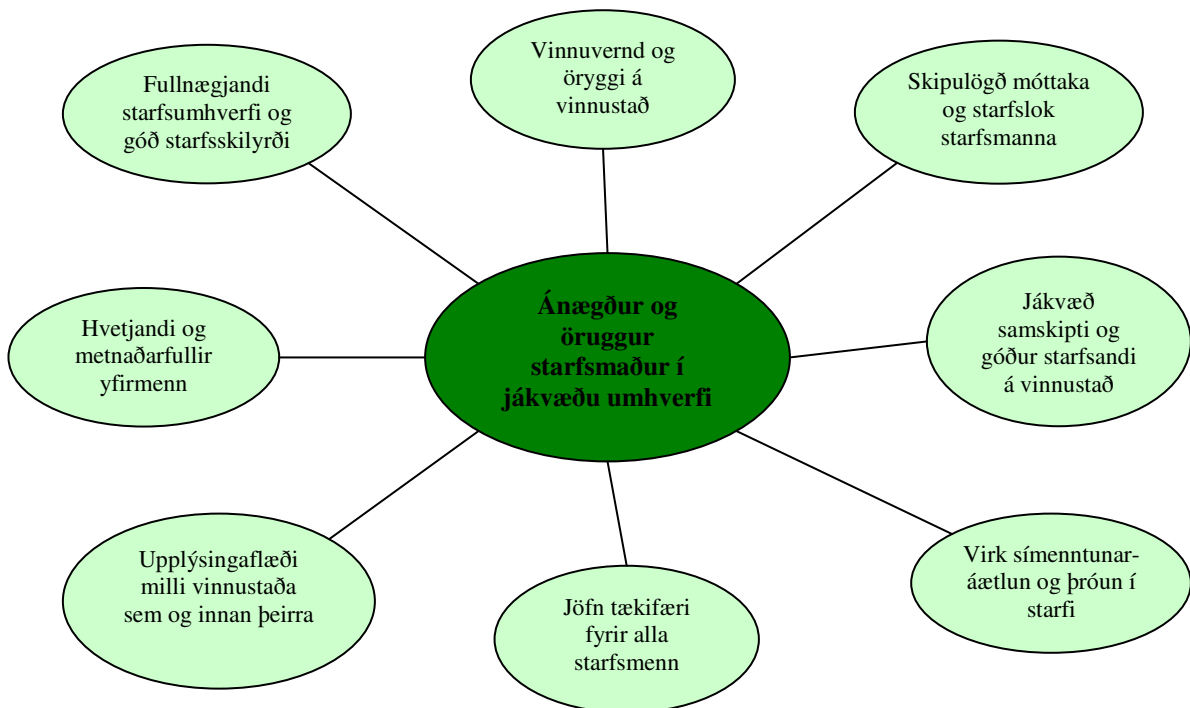 Vinnuvernd og
öryggi á
vinnustað
Fullnægjandi
starfsumhverfi og
góð starfsskilyrði
Skipulögð móttaka
og starfslok
starfsmanna
Ánægður og
öruggur
starfsmaður í
jákvæðu umhverfi
Hvetjandi og
metnaðarfullir
yfirmenn
Jákvæð
samskipti og
góður starfsandi
á vinnustað
Upplýsingaflæði
milli vinnustaða
sem og innan þeirra
Jöfn tækifæri
fyrir alla
starfsmenn
Virk símenntunar-
áætlun og þróun í
starfi